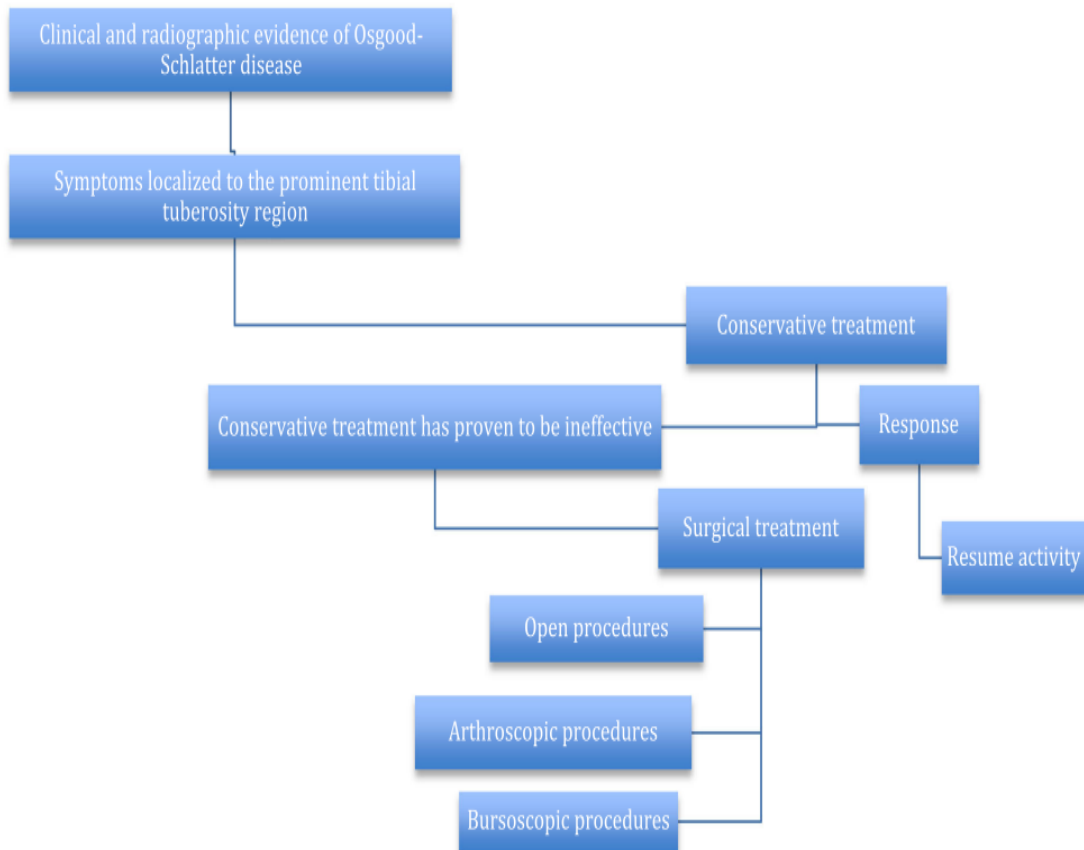 Clinical and radiographic evidence of Osgood-
Schlatter disease
Symptoms localized to the prominent tibial
tuberosity region
Conservative treatment
Conservative treatment has proven to be ineffective
Response
Surgical treatment
Resume activity
Open procedures
Arthroscopic procedures
Bursoscopic procedures